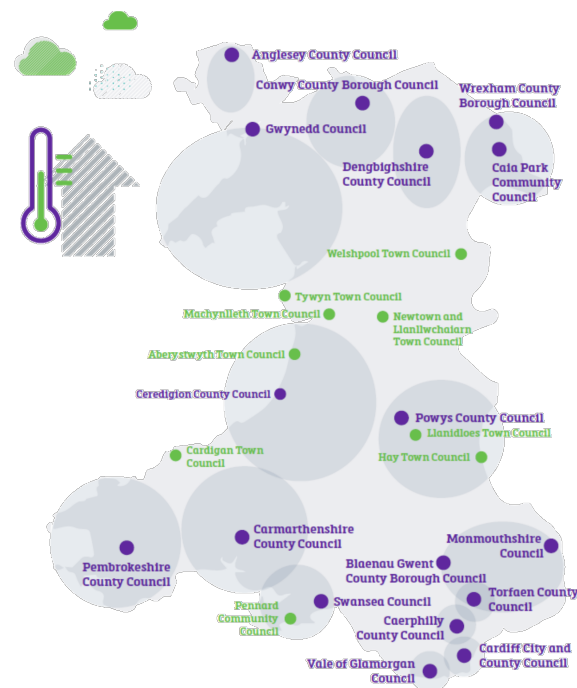 Anglesey County Council
Conwy County Borough Council
Wrexham County
Borough Council
Gwynedd Council
Dengbighshire
County Council
Caia Park
Community
Council
Welshpool Town Council
Tywyn Town Council
Machynlleth Town Council
Newtown and
Llanllwchaiarn
Town Council
Aberystwyth Town Council
Ceredigion County Council
Powys County Council
Llanidloes Town Council
Cardigan Town
Council
Hay Town Council
Carmarthenshire
County Council
Monmouthshire
Council
Pembrokeshire
County Council
Blaenau Gwent
County Borough Council
Torfaen County
Council
Pennard
Community
Council
Swansea Council
Caerphilly
County Council
Cardiff City and
County Council
Vale of Glamorgan
Council